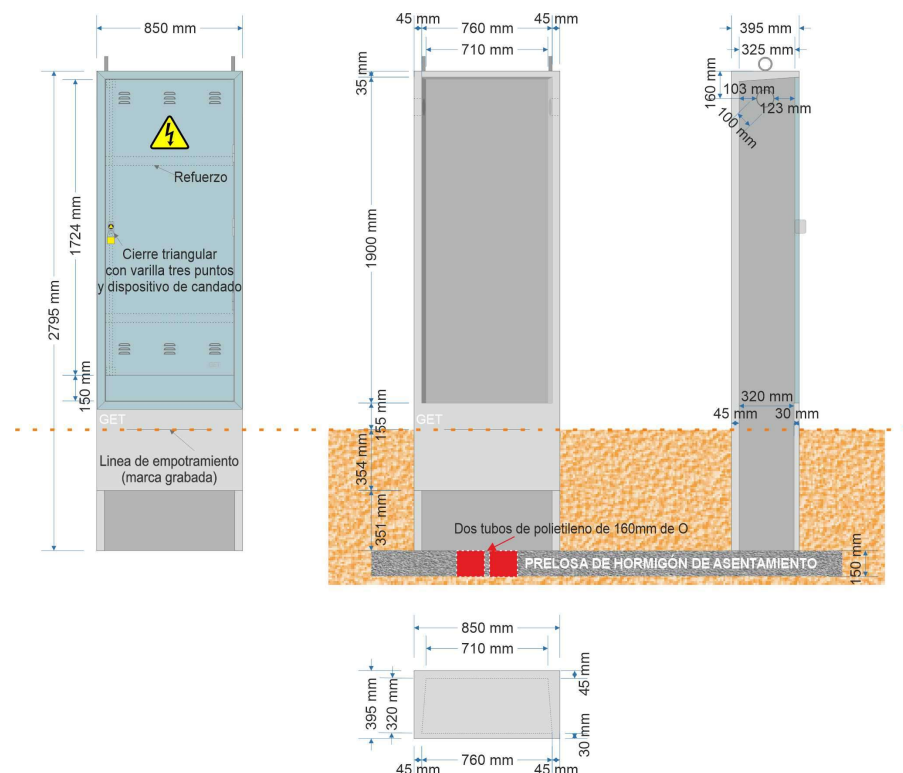 850 mm
2795 mm
1724 mm
150 mm
Refuerzo
Cierre triangular
con varilla tres puntos
y dispositivo de candado
GET
Linea de empotramiento
(marca grabada)
45 mm
760 mm
45 mm
710 mm
35 mm
1900 mm
155 mm
GET
354 mm
351 mm
Dos tubos de polietileno de 160mm de O
PRELOSA DE HORMIGÓN DE ASENTAMIENTO
150 mm
395 mm
325 mm
160 mm
103 mm
123 mm
100 mm
320 mm
45 mm
30 mm
850 mm
710 mm
395 mm
320 mm
45 mm
30 mm
760 mm
45 mm
45 mm